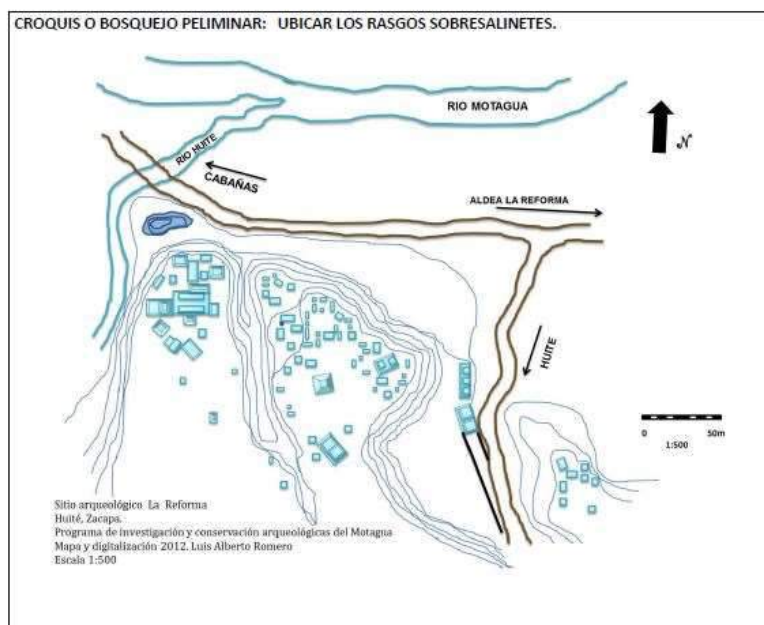 CROQUIS O BOSQUEJO PELIMINAR: UBICAR LOS RASGOS SOBRESALINETES.
RIO MOTAGUA
N
RIO HUITE
CABAÑAS
ALDEA LA REFORMA
HUITE
0 50m
1:500
Sitio arqueológico La Reforma
Huité, Zacapa.
Programa de investigación y conservación arqueológicas del Motagua
Mapa y digitalización 2012. Luis Alberto Romero
Escala 1:500